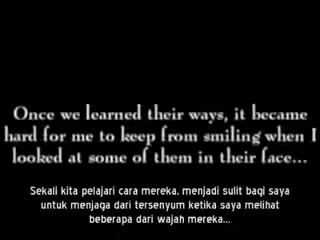 Once we learned their ways, it became
hard for me to keep from smiling when I
looked at some of them in their face...
Sekali kita pelajari cara mereka, menjadi sulit bagi saya
untuk menjaga dari tersenyum ketika saya melihat
beberapa dari wajah mereka...